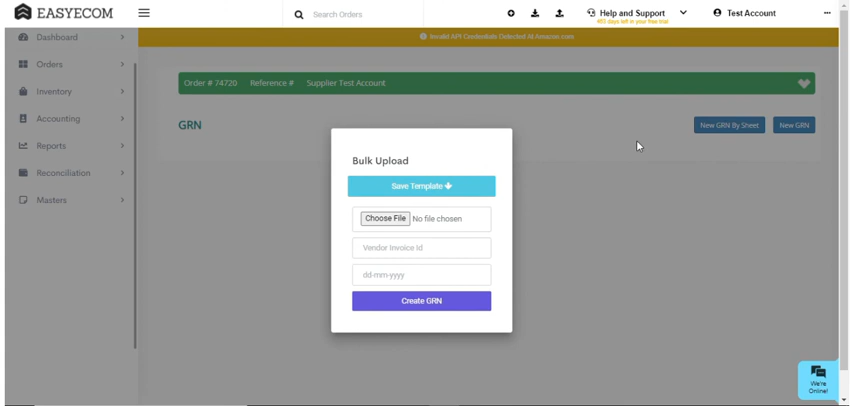 EASYECOM
Search Orders
Help and Support
493 days left in your free trial
Test Account
Dashboard
Invalid API Credentials Detected At Amazon.com
Orders
Inventory
Accounting
Reports
Reconciliation
Masters
Order # 74720 Reference # Supplier Test Account
GRN
New GRN By Sheet
New GRN
Bulk Upload
Save Template
Choose File No file chosen
Vendor Invoice Id
dd-mm-yyyy
Create GRN
We're
Online!